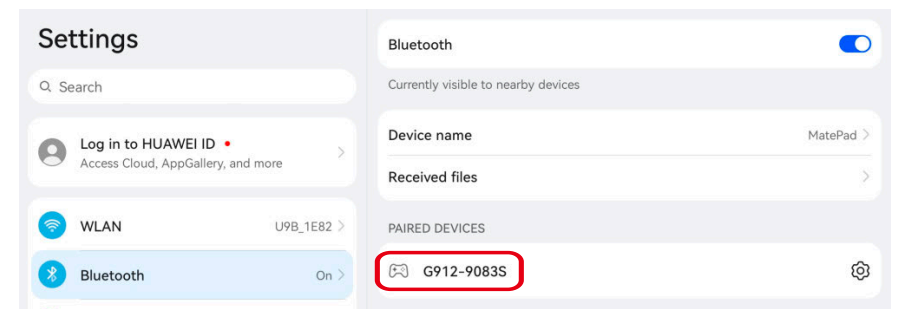 Settings
Search
Log in to HUAWEI ID
Access Cloud, AppGallery, and more
WLAN U9B_1E82
Bluetooth On
Bluetooth
Currently visible to nearby devices
Device name MatePad
Received files
PAIRED DEVICES
G912-9083S